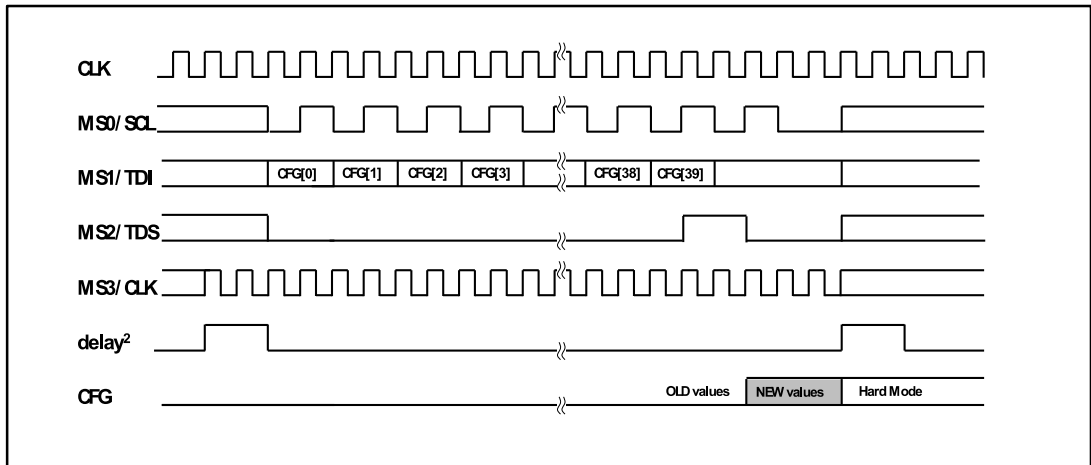 CLK
MS0/ SCL
MS1/ TDI
CFG[0] CFG[1] CFG[2] CFG[3] CFG[38] CFG[39]
MS2/ TDS
MS3/ CLK
delay²
CFG
OLD values NEW values Hard Mode